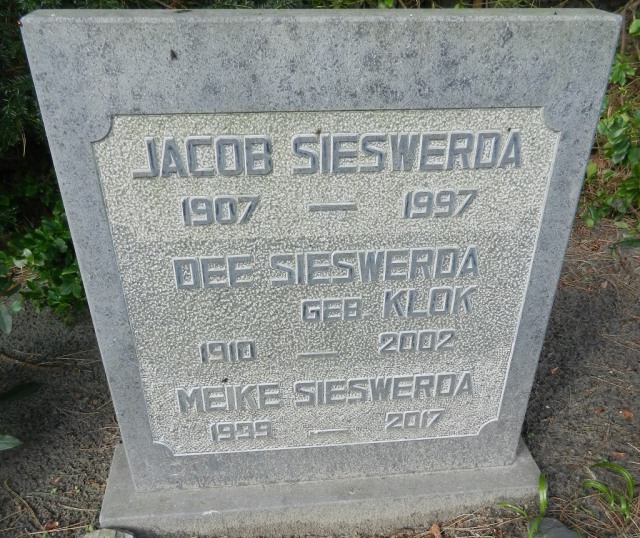 JACOB SIESWERDA
1907 — 1997
DEE SIESWERDA
GEB. KLOK
1910 — 2002
MEIKE SIESWERDA
1939 — 2017